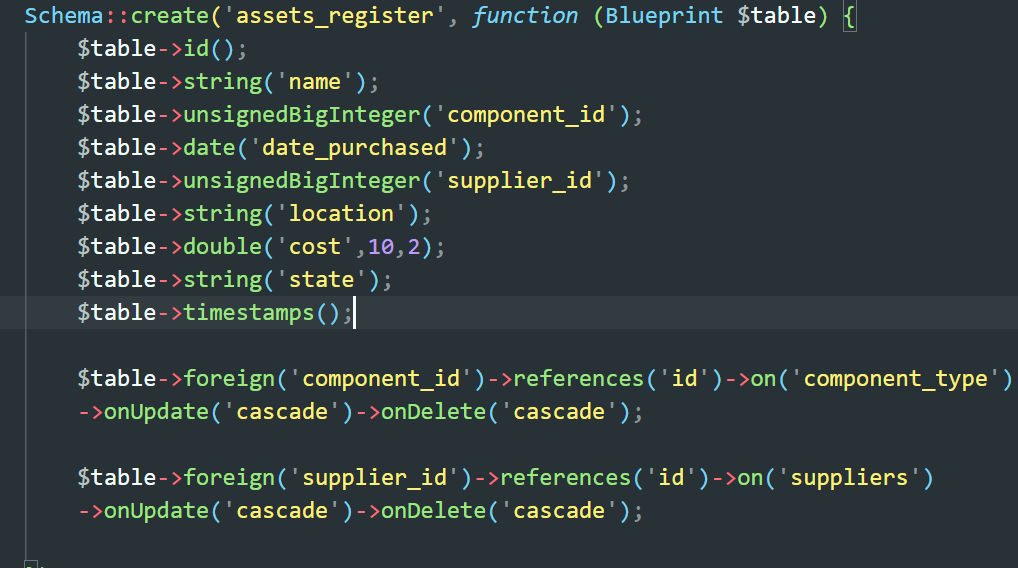 Schema::create('assets_register', function (Blueprint $table) {
$table->id();
$table->string('name');
$table->unsignedBigInteger('component_id');
$table->date('date_purchased');
$table->unsignedBigInteger('supplier_id');
$table->string('location');
$table->double('cost',10,2);
$table->string('state');
$table->timestamps();
$table->foreign('component_id')->references('id')->on('component_type')
->onUpdate('cascade')->onDelete('cascade');
$table->foreign('supplier_id')->references('id')->on('suppliers')
->onUpdate('cascade')->onDelete('cascade');